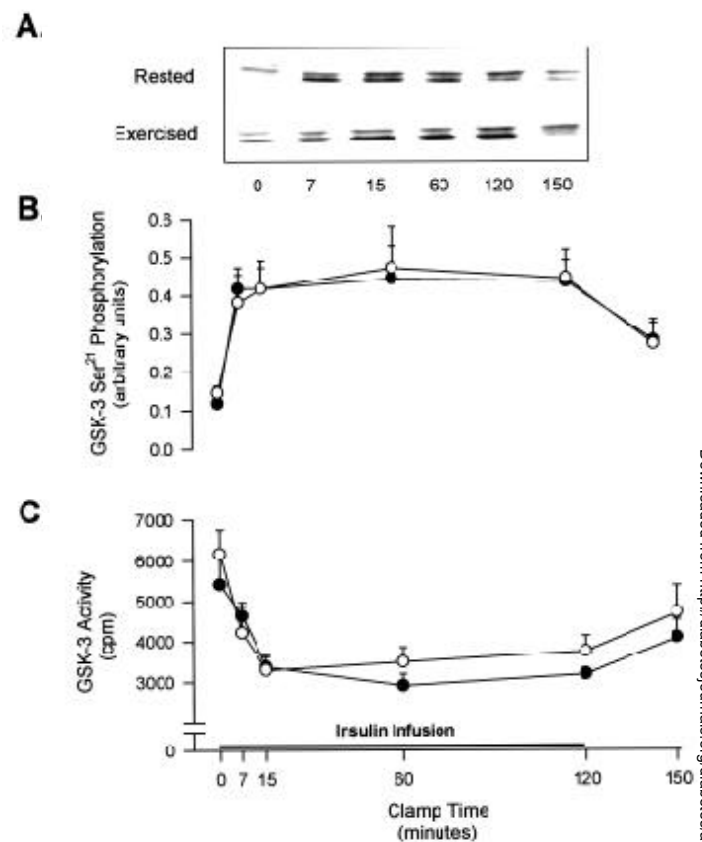 A.
Rested
Exercised
0 7 15 60 120 150
B
GSK-3 Ser21 Phosphorylation
(arbitrary units)
0.6
0.5
0.4
0.3
0.2
0.1
0.0
C
GSK-3 Activity
(cpm)
7000
6000
5000
4000
3000
0
Insulin Infusion
0 7 15 60 120 150
Clamp Time
(minutes)